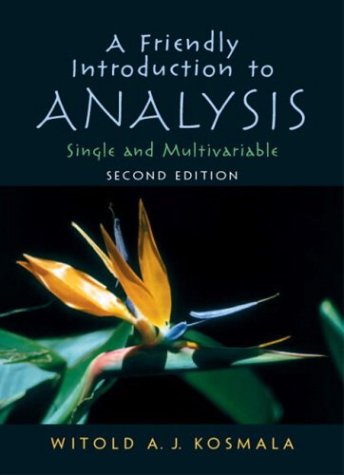 A Friendly
Introduction to
ANALYSIS
Single and Multivariable
SECOND EDITION
WITOLD A. J. KOSMALA